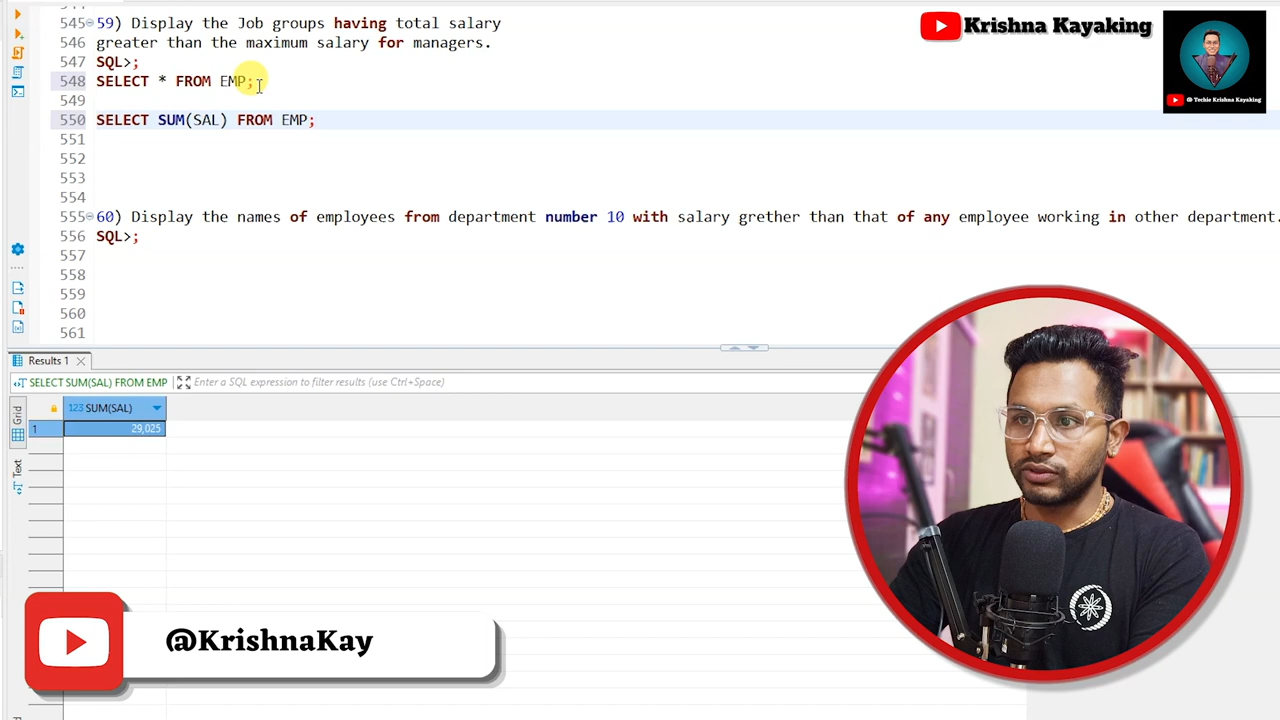 545 59) Display the Job groups having total salary
546 greater than the maximum salary for managers.
547 SQL>;
548 SELECT * FROM EMP;
549
550 SELECT SUM(SAL) FROM EMP;
551
552
553
554
555 60) Display the names of employees from department number 10 with salary grether than that of any employee working in other department.
556 SQL>;
557
558
559
560
561
Krishna Kayaking
@ Techie Krishna Kayaking
Results 1
SELECT SUM(SAL) FROM EMP
Enter a SQL expression to filter results (use Ctrl+Space)
Grid
Text
123 SUM(SAL)
1 29,025
@KrishnaKay